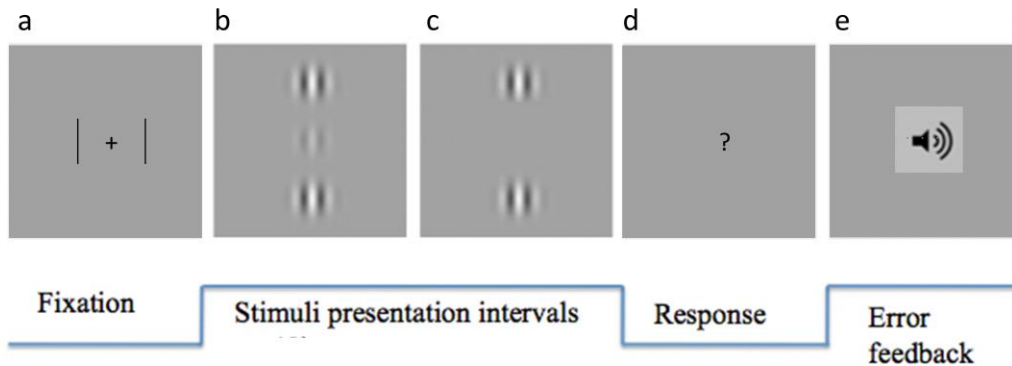 a b c d e
+
?
Fixation
Stimuli presentation intervals
Response
Error
feedback